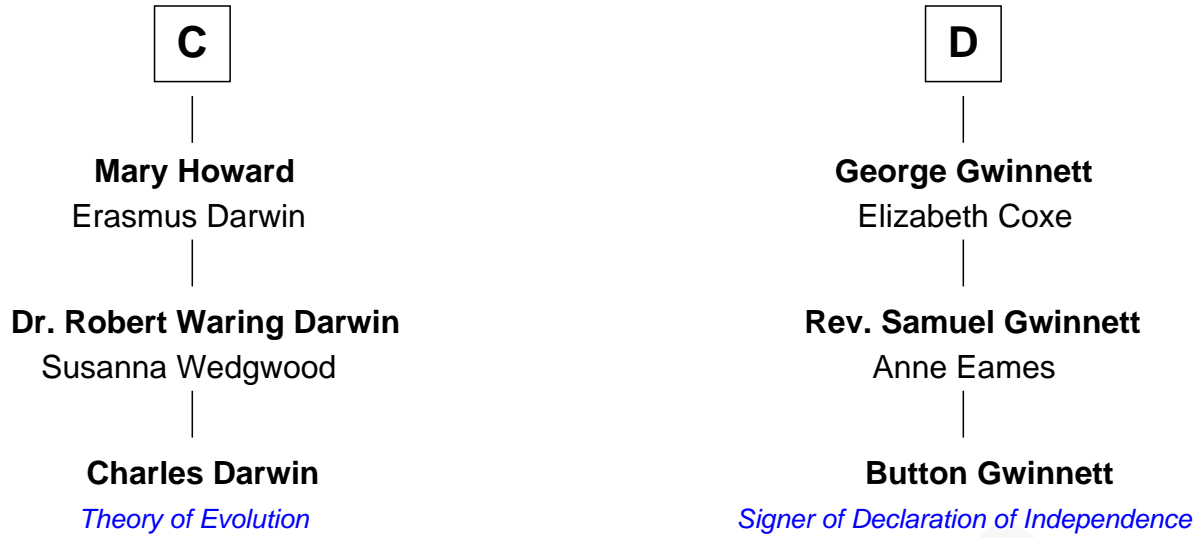 C
Mary Howard
Erasmus Darwin
Dr. Robert Waring Darwin
Susanna Wedgwood
Charles Darwin
Theory of Evolution
D
George Gwinnett
Elizabeth Coxe
Rev. Samuel Gwinnett
Anne Eames
Button Gwinnett
Signer of Declaration of Independence